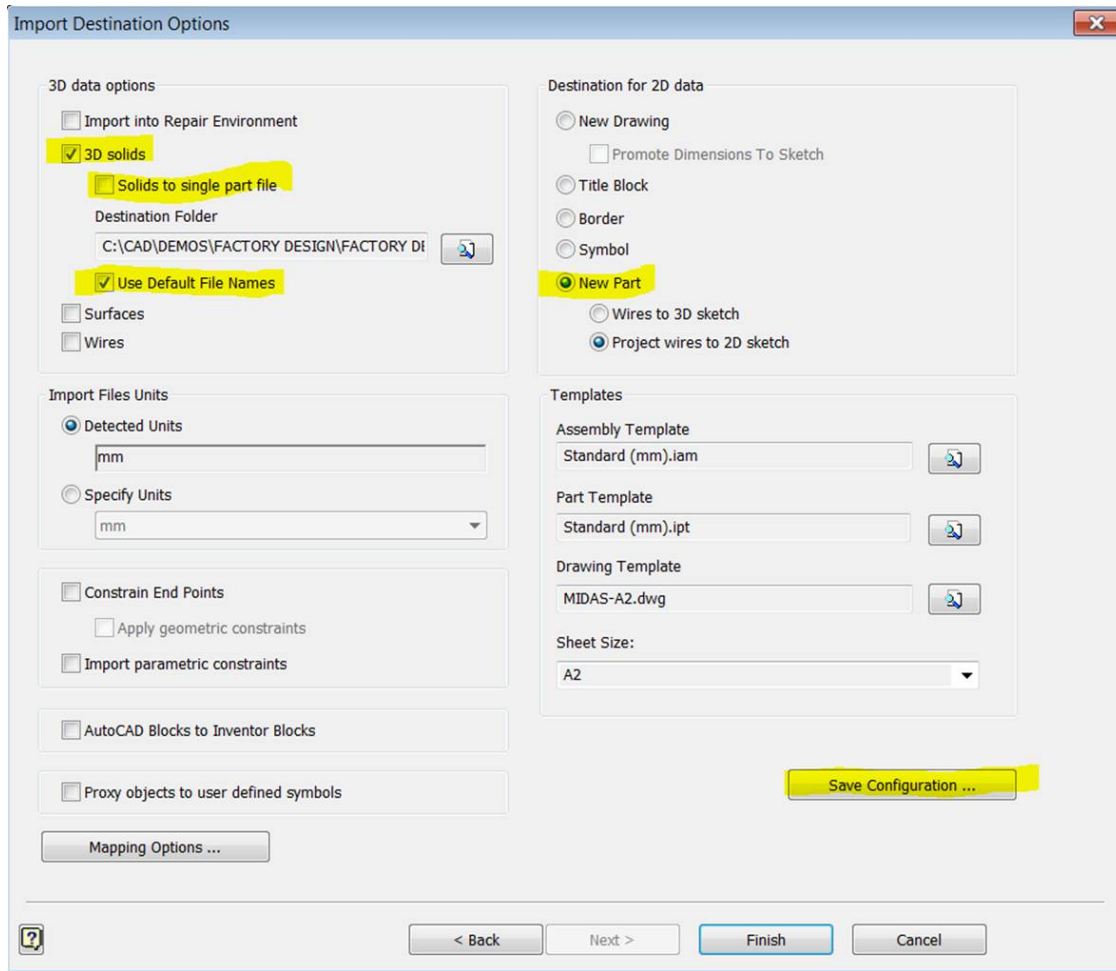 Import Destination Options
3D data options
Import into Repair Environment
3D solids
Solids to single part file
Destination Folder
C:\CAD\DEMOS\FACTORY DESIGN\FACTORY DE
Use Default File Names
Surfaces
Wires
Destination for 2D data
New Drawing
Promote Dimensions To Sketch
Title Block
Border
Symbol
New Part
Wires to 3D sketch
Project wires to 2D sketch
Import Files Units
Detected Units
mm
Specify Units
mm
Templates
Assembly Template
Standard (mm).iam
Part Template
Standard (mm).ipt
Drawing Template
MIDAS-A2.dwg
Sheet Size:
A2
Constrain End Points
Apply geometric constraints
Import parametric constraints
AutoCAD Blocks to Inventor Blocks
Proxy objects to user defined symbols
Save Configuration ...
Mapping Options ...
?
< Back
Next >
Finish
Cancel